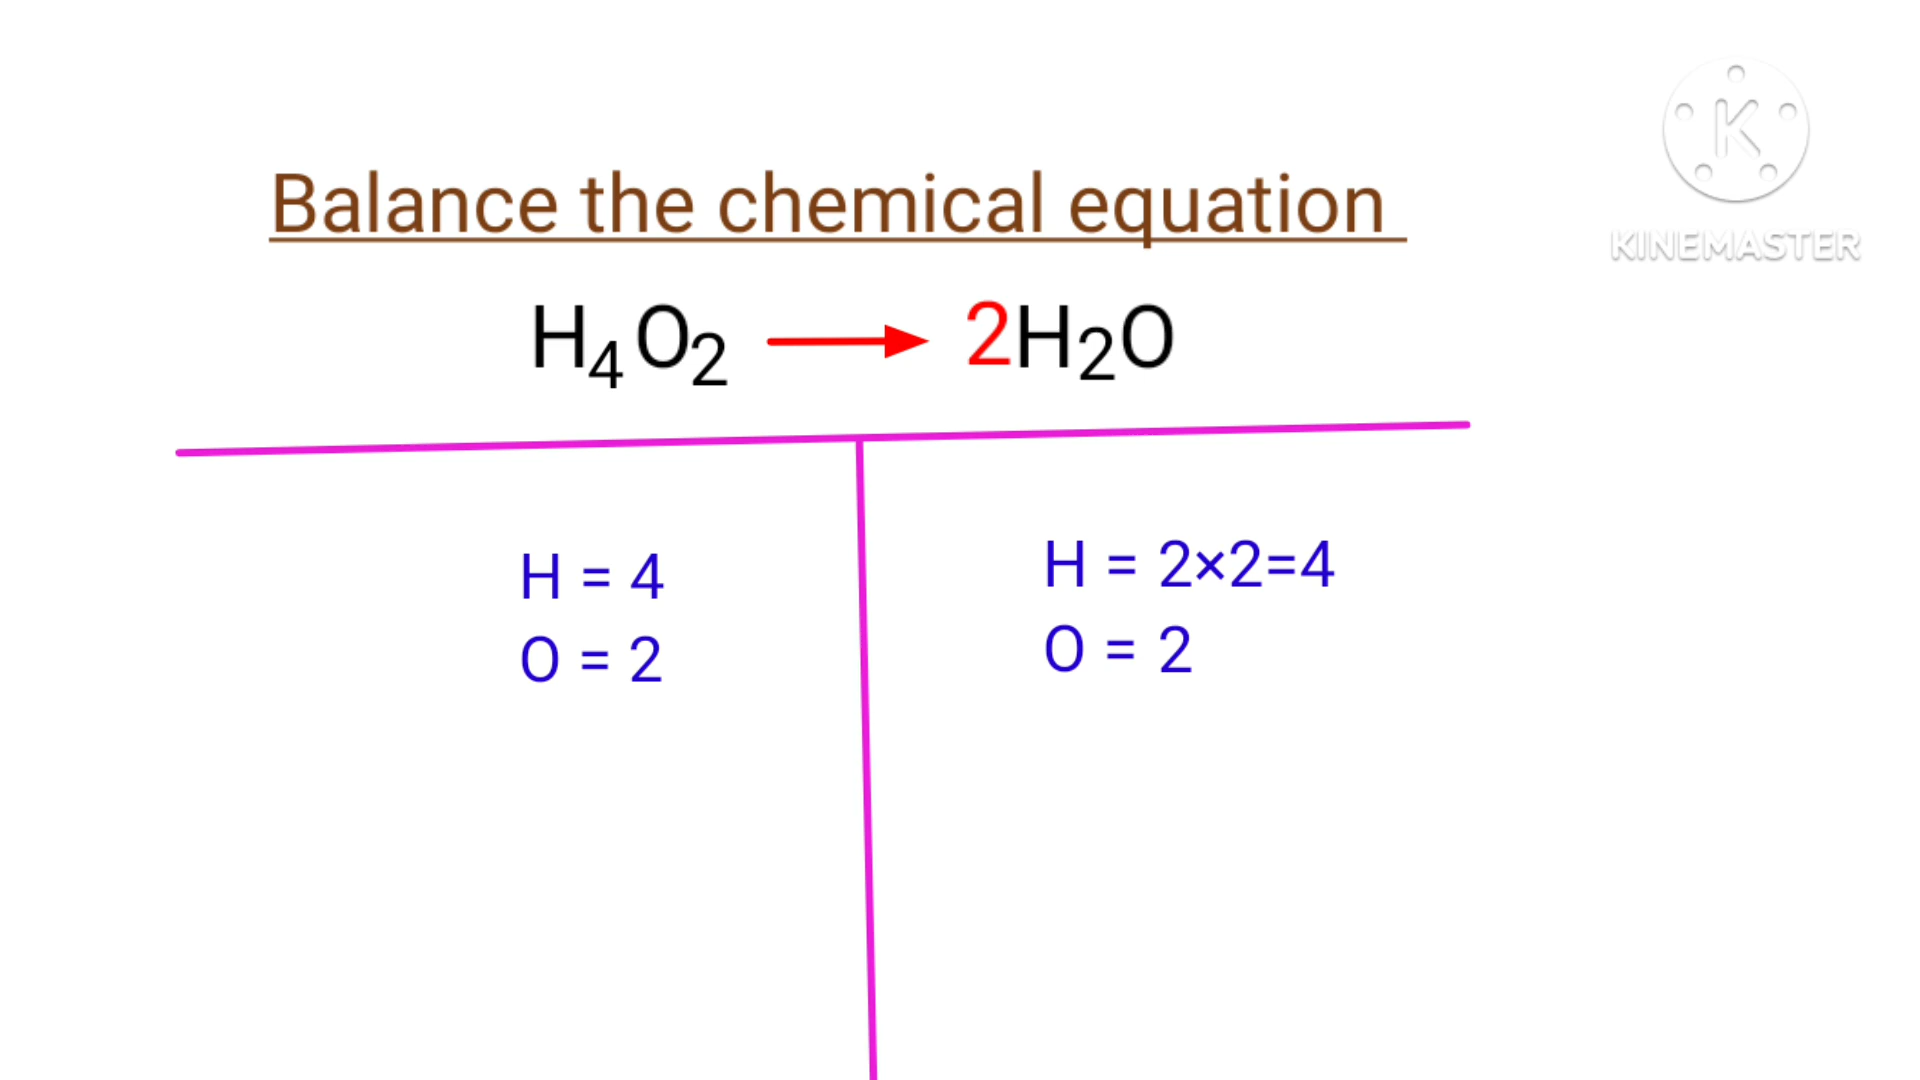 Balance the chemical equation
H₄O₂ → 2H₂O
H = 4
O = 2
H = 2×2=4
O = 2
K
KINEMASTER